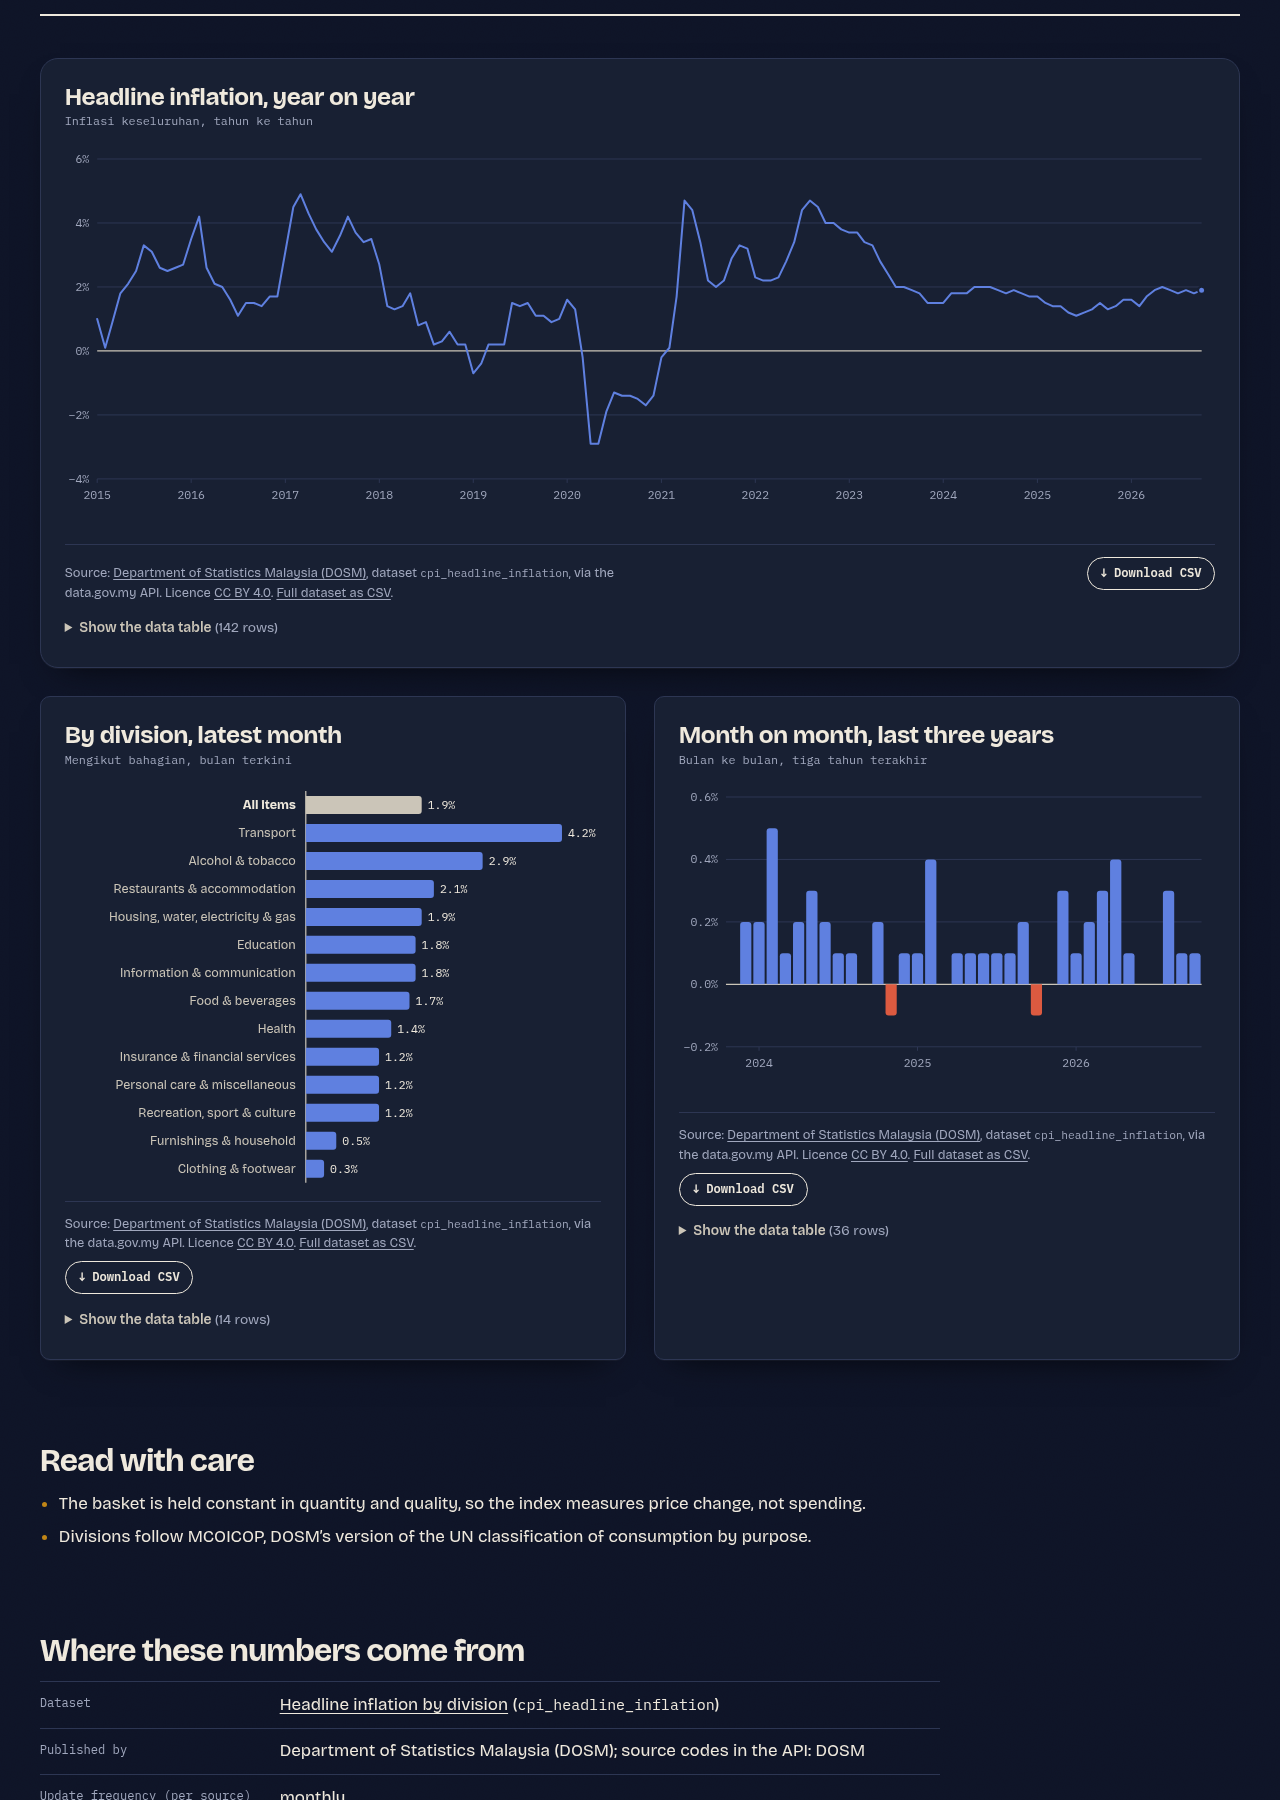 Headline inflation, year on year
Inflasi keseluruhan, tahun ke tahun
6%
4%
2%
0%
−2%
−4%
2015 2016 2017 2018 2019 2020 2021 2022 2023 2024 2025 2026
Source: Department of Statistics Malaysia (DOSM), dataset cpi_headline_inflation, via the
data.gov.my API. Licence CC BY 4.0. Full dataset as CSV.
↓ Download CSV
▶ Show the data table (142 rows)
By division, latest month
Mengikut bahagian, bulan terkini
All items 1.9%
Transport 4.2%
Alcohol & tobacco 2.9%
Restaurants & accommodation 2.1%
Housing, water, electricity & gas 1.9%
Education 1.8%
Information & communication 1.8%
Food & beverages 1.7%
Health 1.4%
Insurance & financial services 1.2%
Personal care & miscellaneous 1.2%
Recreation, sport & culture 1.2%
Furnishings & household 0.5%
Clothing & footwear 0.3%
Source: Department of Statistics Malaysia (DOSM), dataset cpi_headline_inflation, via
the data.gov.my API. Licence CC BY 4.0. Full dataset as CSV.
↓ Download CSV
▶ Show the data table (14 rows)
Month on month, last three years
Bulan ke bulan, tiga tahun terakhir
0.6%
0.4%
0.2%
0.0%
−0.2%
2024 2025 2026
Source: Department of Statistics Malaysia (DOSM), dataset cpi_headline_inflation, via
the data.gov.my API. Licence CC BY 4.0. Full dataset as CSV.
↓ Download CSV
▶ Show the data table (36 rows)
Read with care
• The basket is held constant in quantity and quality, so the index measures price change, not spending.
• Divisions follow MCOICOP, DOSM's version of the UN classification of consumption by purpose.
Where these numbers come from
Dataset Headline inflation by division (cpi_headline_inflation)
Published by Department of Statistics Malaysia (DOSM); source codes in the API: DOSM
Update frequency (per source) monthly